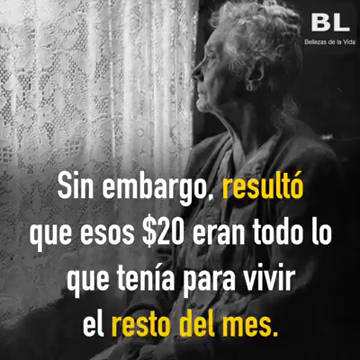 BL
Bellezas de la Vida
Sin embargo, resultó
que esos $20 eran todo lo
que tenía para vivir
el resto del mes.